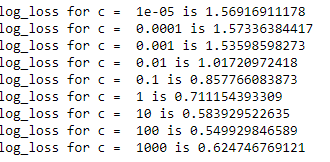 log_loss for c =  1e-05 is 1.56916911178
log_loss for c =  0.0001 is 1.57336384417
log_loss for c =  0.001 is 1.53598598273
log_loss for c =  0.01 is 1.01720972418
log_loss for c =  0.1 is 0.857766083873
log_loss for c =  1 is 0.711154393309
log_loss for c =  10 is 0.583929522635
log_loss for c =  100 is 0.549929846589
log_loss for c =  1000 is 0.624746769121